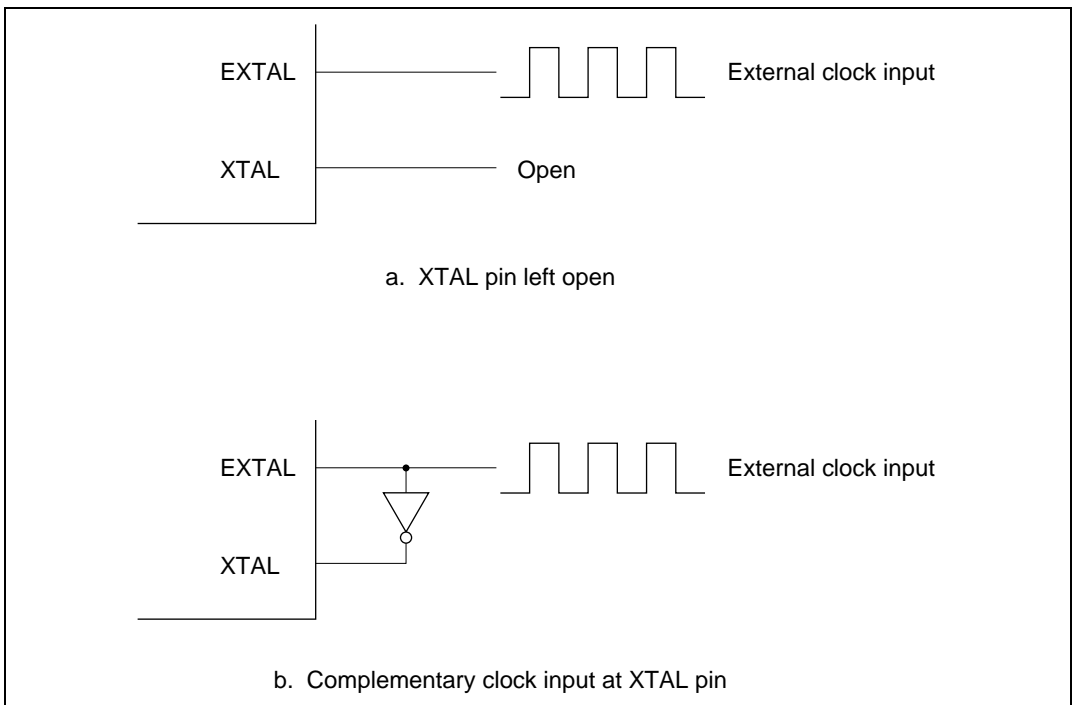 EXTAL
External clock input
XTAL
Open
a. XTAL pin left open
EXTAL
External clock input
XTAL
b. Complementary clock input at XTAL pin